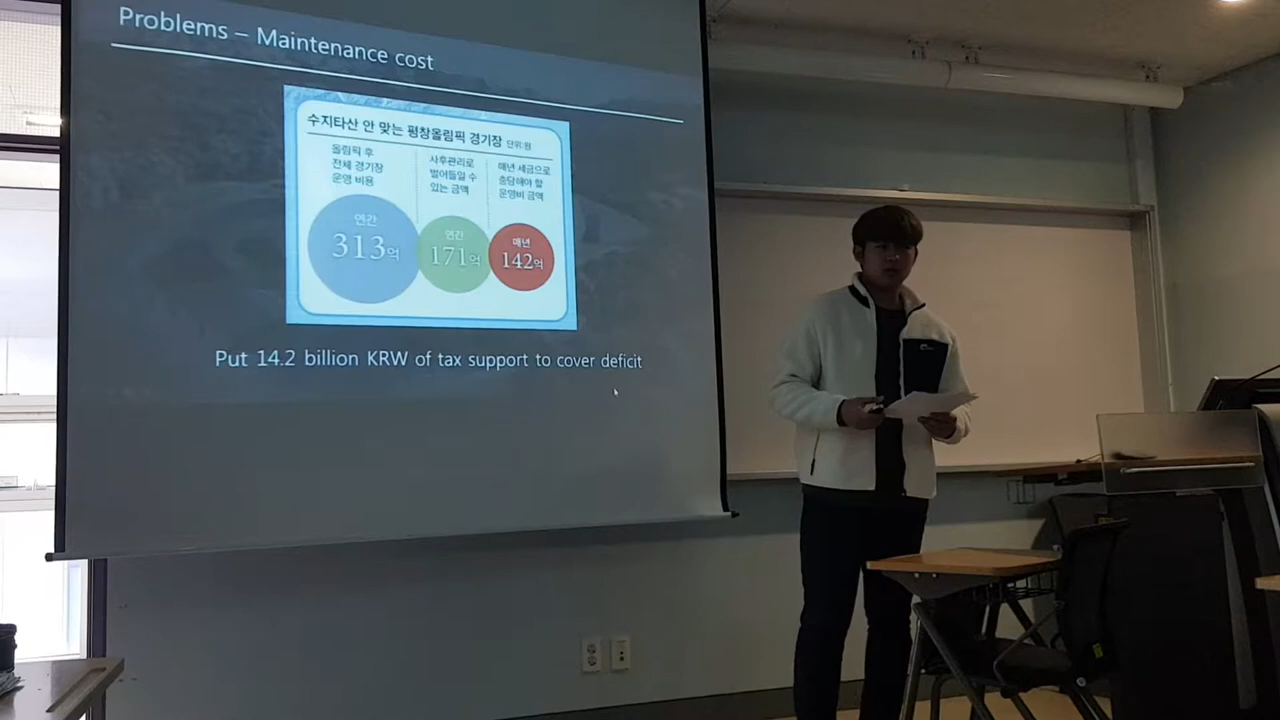 Problems – Maintenance cost
수지타산 안 맞는 평창올림픽 경기장 단위:원
올림픽 후
전체 경기장
운영 비용
사후관리로
벌어들일 수
있는 금액
매년 세금으로
충당해야 할
운영비 금액
연간
313억
연간
171억
매년
142억
Put 14.2 billion KRW of tax support to cover deficit